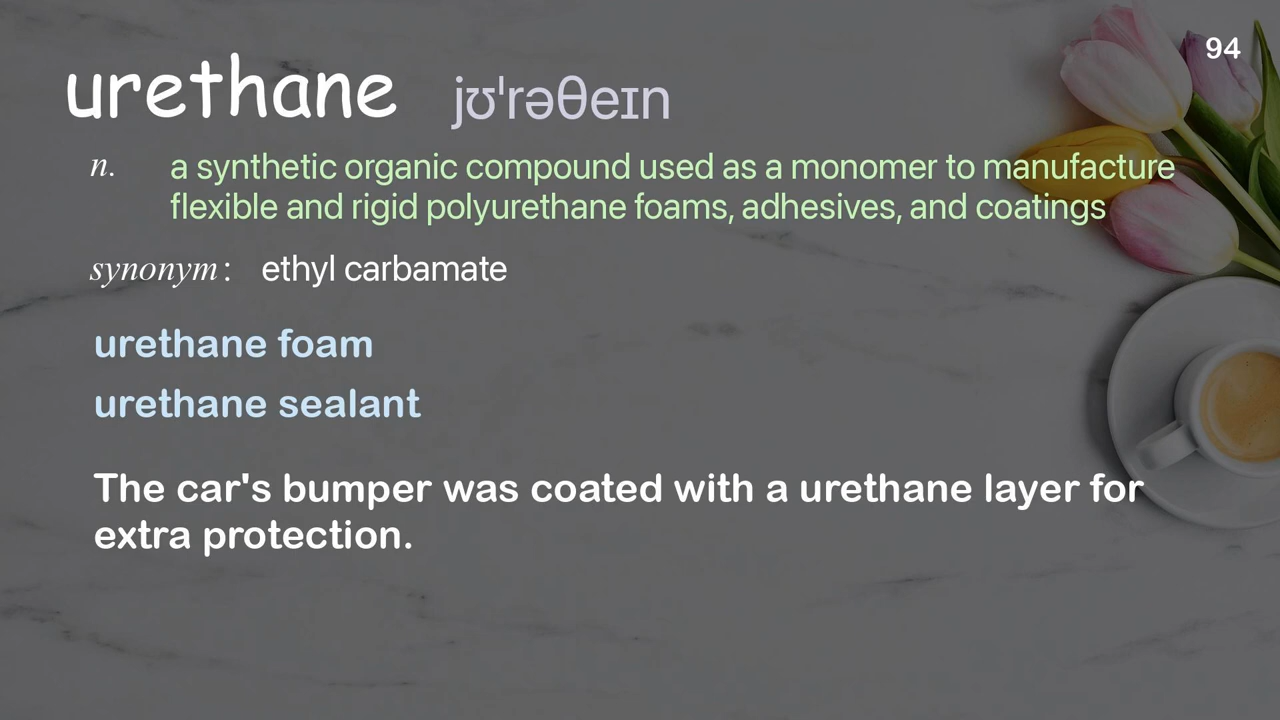 94
urethane jʊˈrəθeɪn
n. a synthetic organic compound used as a monomer to manufacture
flexible and rigid polyurethane foams, adhesives, and coatings
synonym: ethyl carbamate
urethane foam
urethane sealant
The car's bumper was coated with a urethane layer for
extra protection.